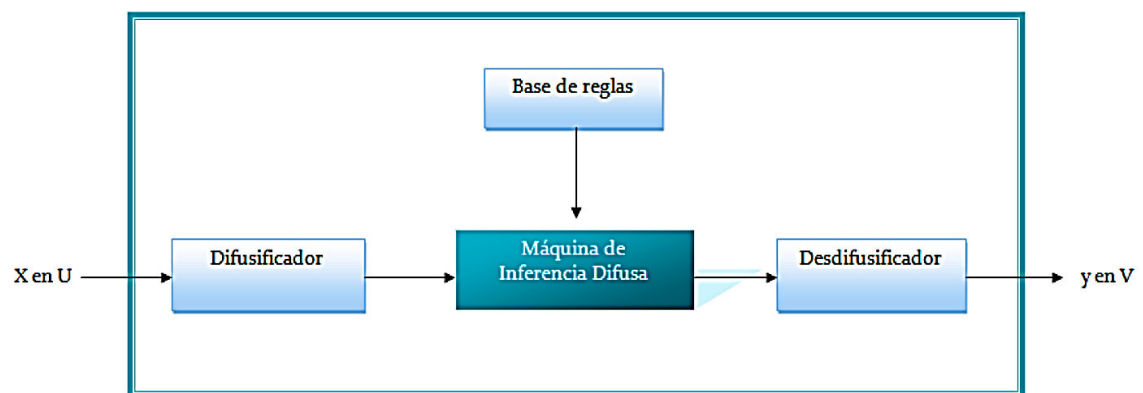 Base de reglas
X en U
Difusificador
Máquina de
Inferencia Difusa
Desdifusificador
y en V